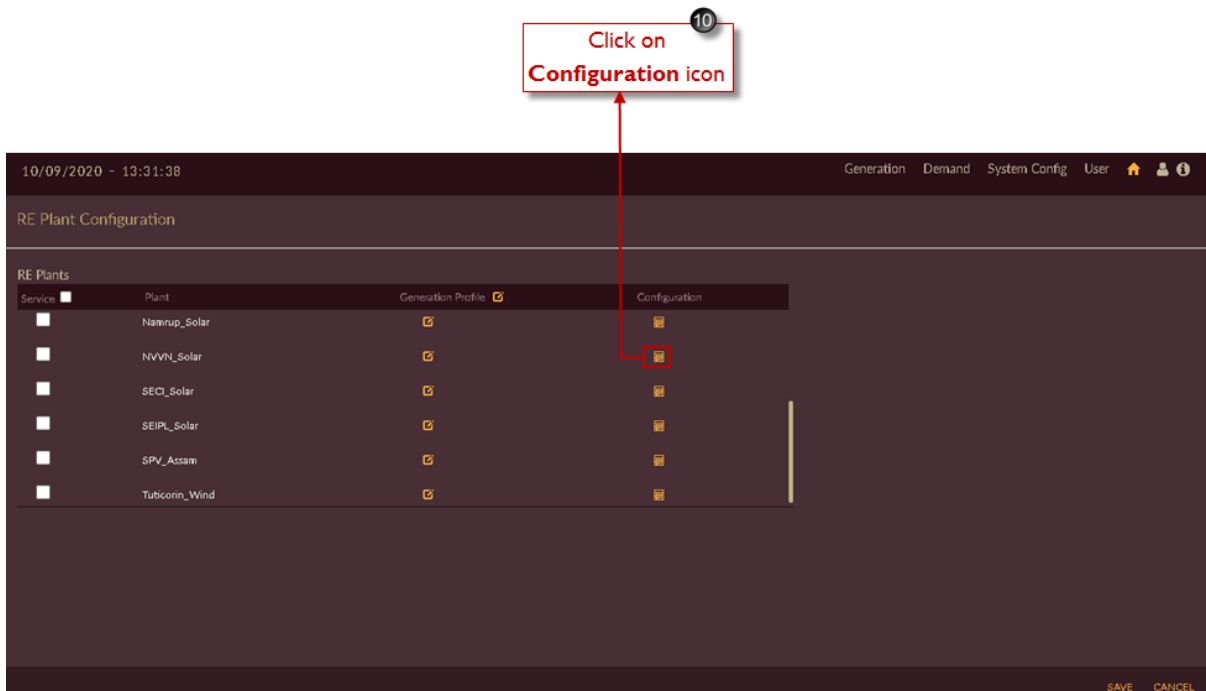 10
Click on
Configuration icon
10/09/2020 - 13:31:38
Generation Demand System Config User
RE Plant Configuration
RE Plants
Service Plant Generation Profile Configuration
Namrup_Solar
NVVN_Solar
SECI_Solar
SEIPL_Solar
SPV_Assam
Tuticorin_Wind
SAVE CANCEL